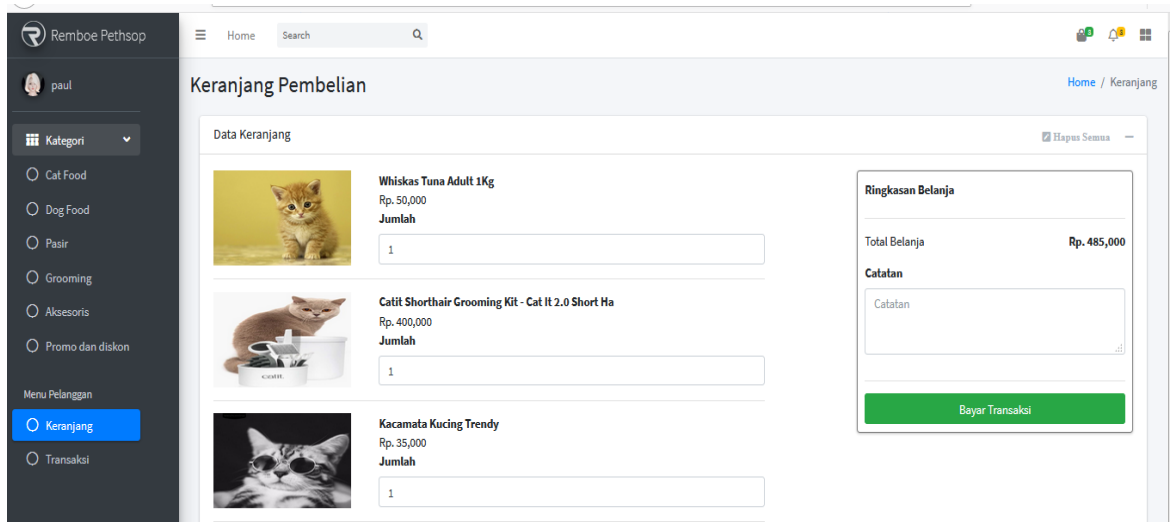 Remboe Pethsop
Home
Search
3
1
paul
Keranjang Pembelian
Home / Keranjang
Kategori
Cat Food
Dog Food
Pasir
Grooming
Aksesoris
Promo dan diskon
Menu Pelanggan
Keranjang
Transaksi
Data Keranjang
Hapus Semua
Whiskas Tuna Adult 1Kg
Rp. 50,000
Jumlah
1
catit
Catit Shorthair Grooming Kit - Cat It 2.0 Short Ha
Rp. 400,000
Jumlah
1
Kacamata Kucing Trendy
Rp. 35,000
Jumlah
1
Ringkasan Belanja
Total Belanja Rp. 485,000
Catatan
Catatan
Bayar Transaksi